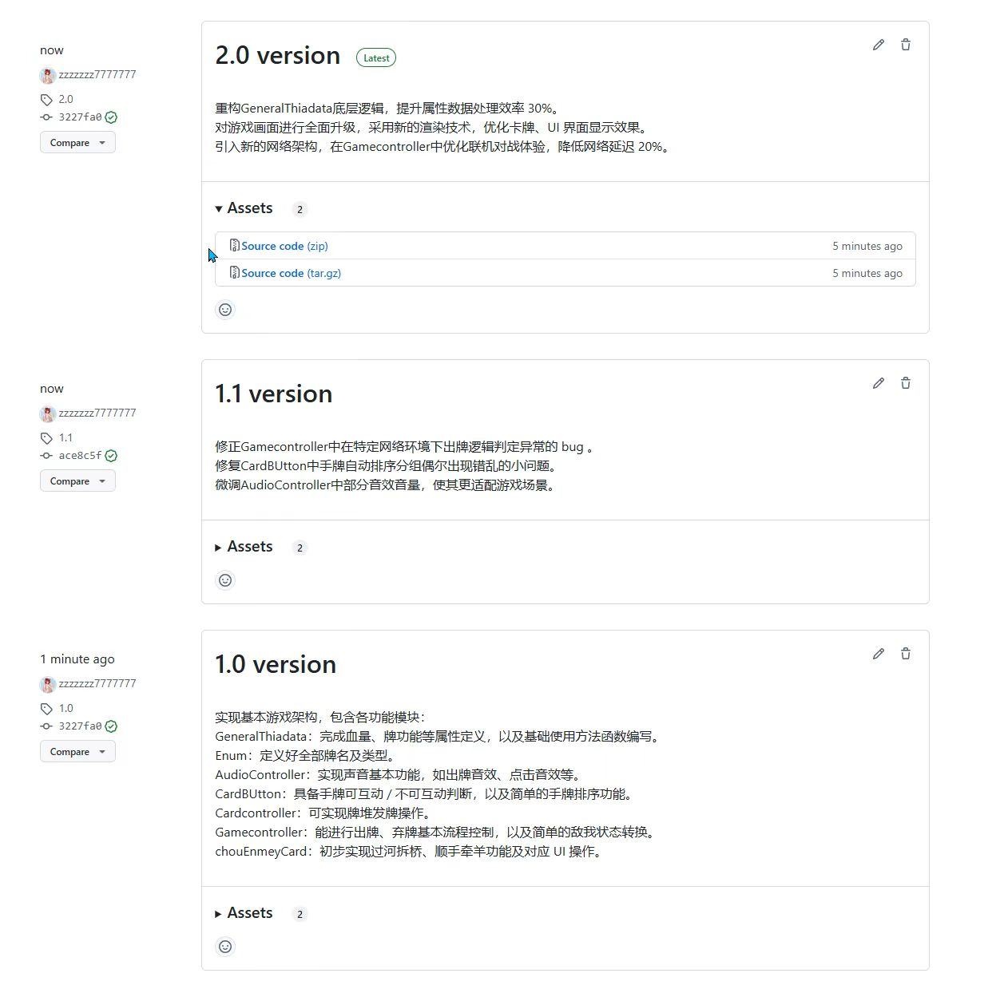 now
zzzzzzz7777777
2.0
3227fa0
Compare
2.0 version Latest
重构GeneralThiadata底层逻辑，提升属性数据处理效率 30%。
对游戏画面进行全面升级，采用新的渲染技术，优化卡牌、UI 界面显示效果。
引入新的网络架构，在Gamecontroller中优化联机对战体验，降低网络延迟 20%。
Assets 2
Source code (zip) 5 minutes ago
Source code (tar.gz) 5 minutes ago
now
zzzzzzz7777777
1.1
ace8c5f
Compare
1.1 version
修正Gamecontroller中在特定网络环境下出牌逻辑判定异常的 bug 。
修复CardBUtton中手牌自动排序分组偶尔出现错乱的小问题。
微调AudioController中部分音效音量，使其更适配游戏场景。
Assets 2
1 minute ago
zzzzzzz7777777
1.0
3227fa0
Compare
1.0 version
实现基本游戏架构，包含各功能模块：
GeneralThiadata：完成血量、牌功能等属性定义，以及基础使用方法函数编写。
Enum：定义好全部牌名及类型。
AudioController：实现声音基本功能，如出牌音效、点击音效等。
CardBUtton：具备手牌可互动 / 不可互动判断，以及简单的手牌排序功能。
Cardcontroller：可实现牌堆发牌操作。
Gamecontroller：能进行出牌、弃牌基本流程控制，以及简单的敌我状态转换。
chouEnmeyCard：初步实现过河拆桥、顺手牵羊功能及对应 UI 操作。
Assets 2